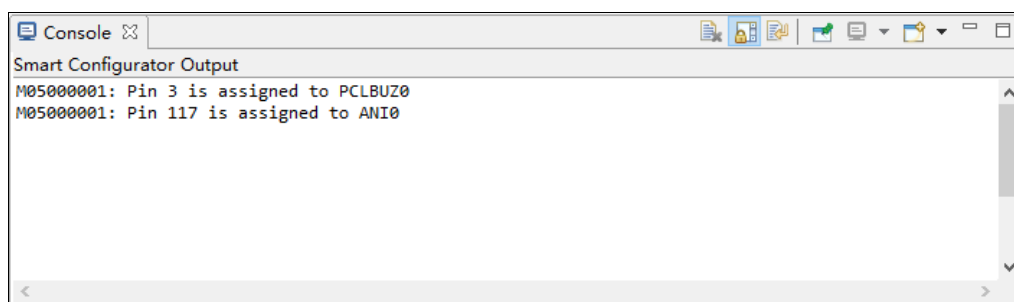 Console
Smart Configurator Output
M05000001: Pin 3 is assigned to PCLBUZ0
M05000001: Pin 117 is assigned to ANI0